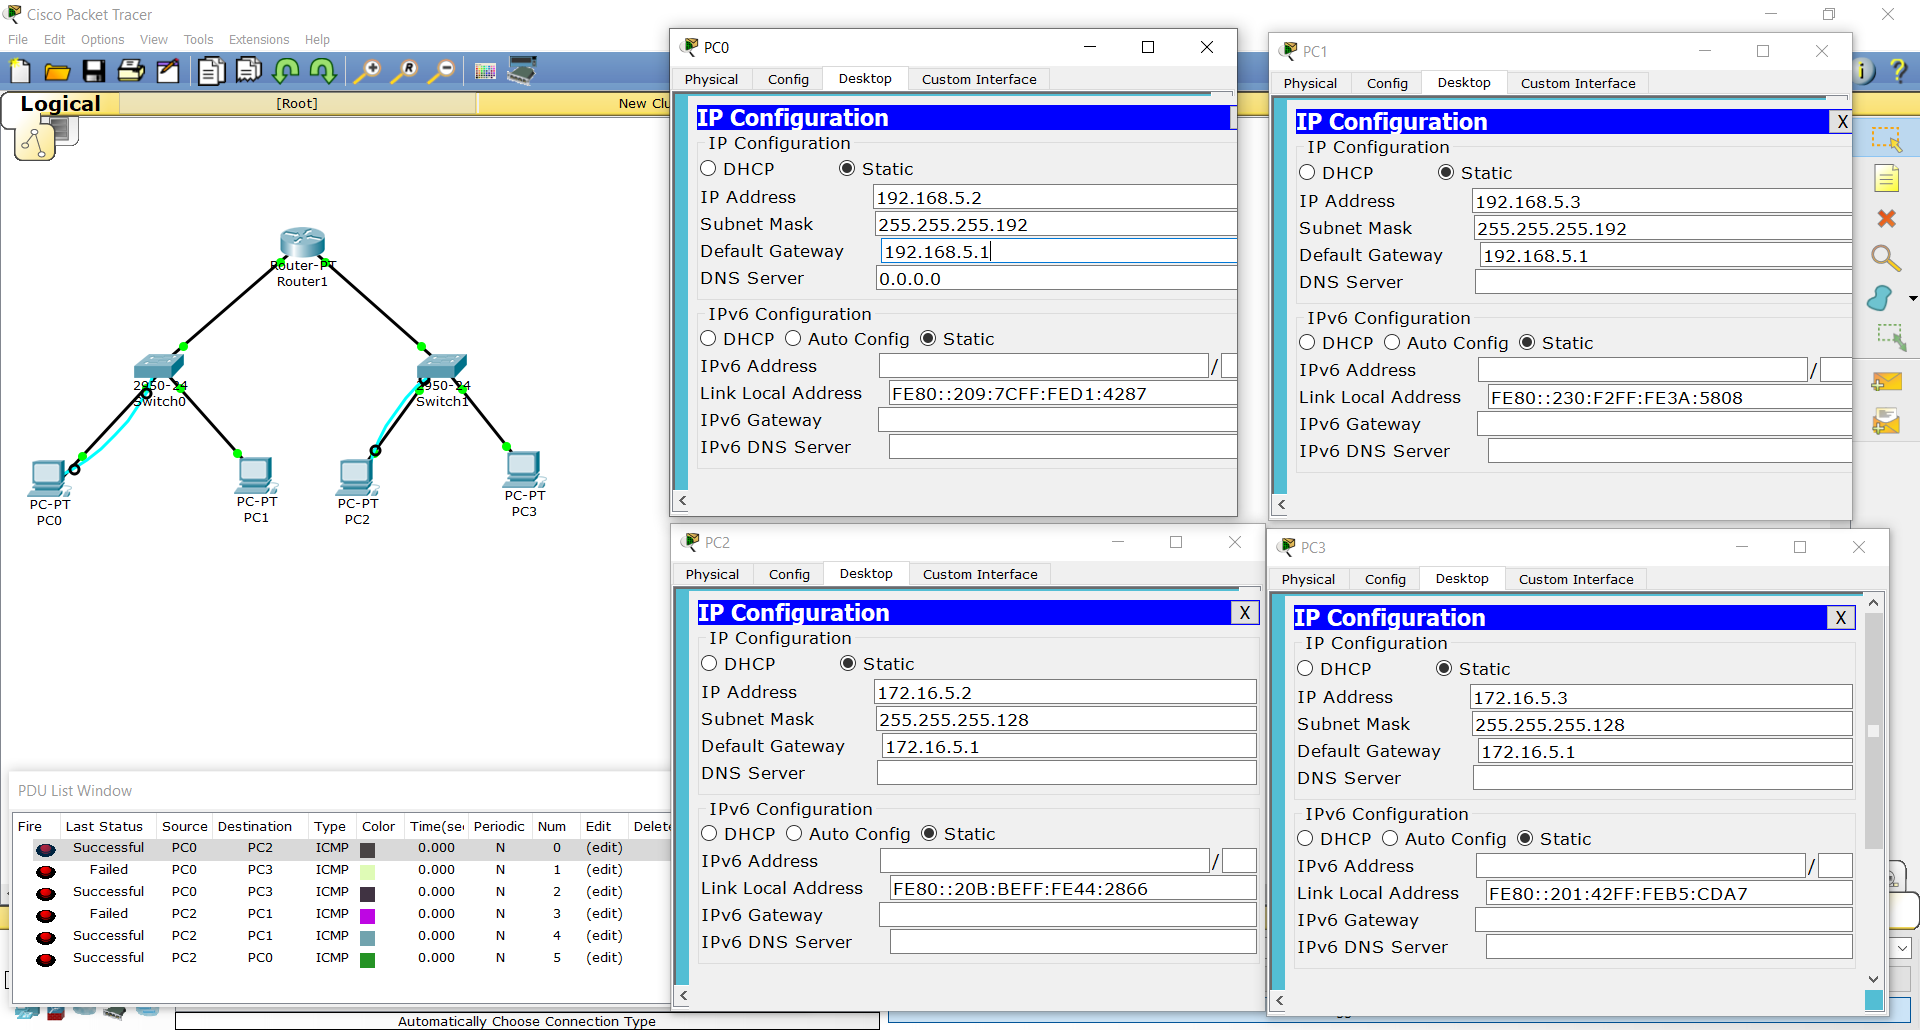 Cisco Packet Tracer
File Edit Options View Tools Extensions Help
Logical
[Root]
New Clu
Router-PT
Router1
2950-24
Switch0
2950-24
Switch1
PC-PT
PC0
PC-PT
PC1
PC-PT
PC2
PC-PT
PC3
PC0
Physical Config Desktop Custom Interface
IP Configuration
IP Configuration
DHCP Static
IP Address 192.168.5.2
Subnet Mask 255.255.255.192
Default Gateway 192.168.5.1
DNS Server 0.0.0.0
IPv6 Configuration
DHCP Auto Config Static
IPv6 Address /
Link Local Address FE80::209:7CFF:FED1:4287
IPv6 Gateway
IPv6 DNS Server
PC1
Physical Config Desktop Custom Interface
IP Configuration X
IP Configuration
DHCP Static
IP Address 192.168.5.3
Subnet Mask 255.255.255.192
Default Gateway 192.168.5.1
DNS Server
IPv6 Configuration
DHCP Auto Config Static
IPv6 Address /
Link Local Address FE80::230:F2FF:FE3A:5808
IPv6 Gateway
IPv6 DNS Server
PC2
Physical Config Desktop Custom Interface
IP Configuration X
IP Configuration
DHCP Static
IP Address 172.16.5.2
Subnet Mask 255.255.255.128
Default Gateway 172.16.5.1
DNS Server
IPv6 Configuration
DHCP Auto Config Static
IPv6 Address /
Link Local Address FE80::20B:BEFF:FE44:2866
IPv6 Gateway
IPv6 DNS Server
PC3
Physical Config Desktop Custom Interface
IP Configuration X
IP Configuration
DHCP Static
IP Address 172.16.5.3
Subnet Mask 255.255.255.128
Default Gateway 172.16.5.1
DNS Server
IPv6 Configuration
DHCP Auto Config Static
IPv6 Address /
Link Local Address FE80::201:42FF:FEB5:CDA7
IPv6 Gateway
IPv6 DNS Server
PDU List Window
Fire Last Status Source Destination Type Color Time(sec Periodic Num Edit Delete
Successful PC0 PC2 ICMP 0.000 N 0 (edit)
Failed PC0 PC3 ICMP 0.000 N 1 (edit)
Successful PC0 PC3 ICMP 0.000 N 2 (edit)
Failed PC2 PC1 ICMP 0.000 N 3 (edit)
Successful PC2 PC1 ICMP 0.000 N 4 (edit)
Successful PC2 PC0 ICMP 0.000 N 5 (edit)
Automatically Choose Connection Type